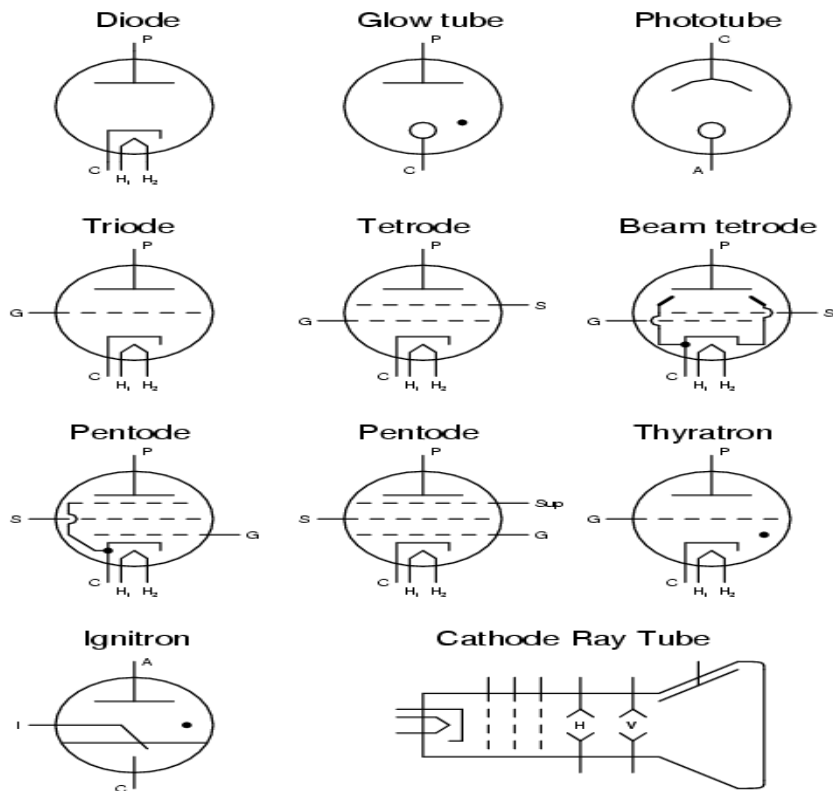 Diode Glow tube Phototube
P P C
C H₁ H₂ C A
Triode Tetrode Beam tetrode
P P P
G S G S
G
C H₁ H₂ C H₁ H₂ C H₁ H₂
Pentode Pentode Thyratron
P P P
Sup
S S G
G G
C H₁ H₂ C H₁ H₂ C H₁ H₂
Ignitron Cathode Ray Tube
A
I H V
C